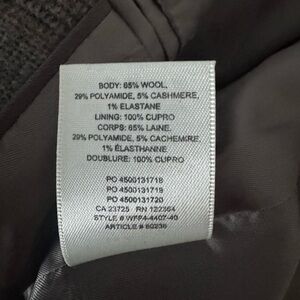 BODY: 65% WOOL,
29% POLYAMIDE, 5% CASHMERE,
1% ELASTANE
LINING: 100% CUPRO
CORPS: 65% LAINE,
29% POLYAMIDE, 5% CACHEMIRE,
1% ÉLASTHANNE
DOUBLURE: 100% CUPRO
PO 4500131718
PO 4500131719
PO 4500131720
CA 23725 RN 122364
STYLE # WFP4-4407-40
ARTICLE # 60236